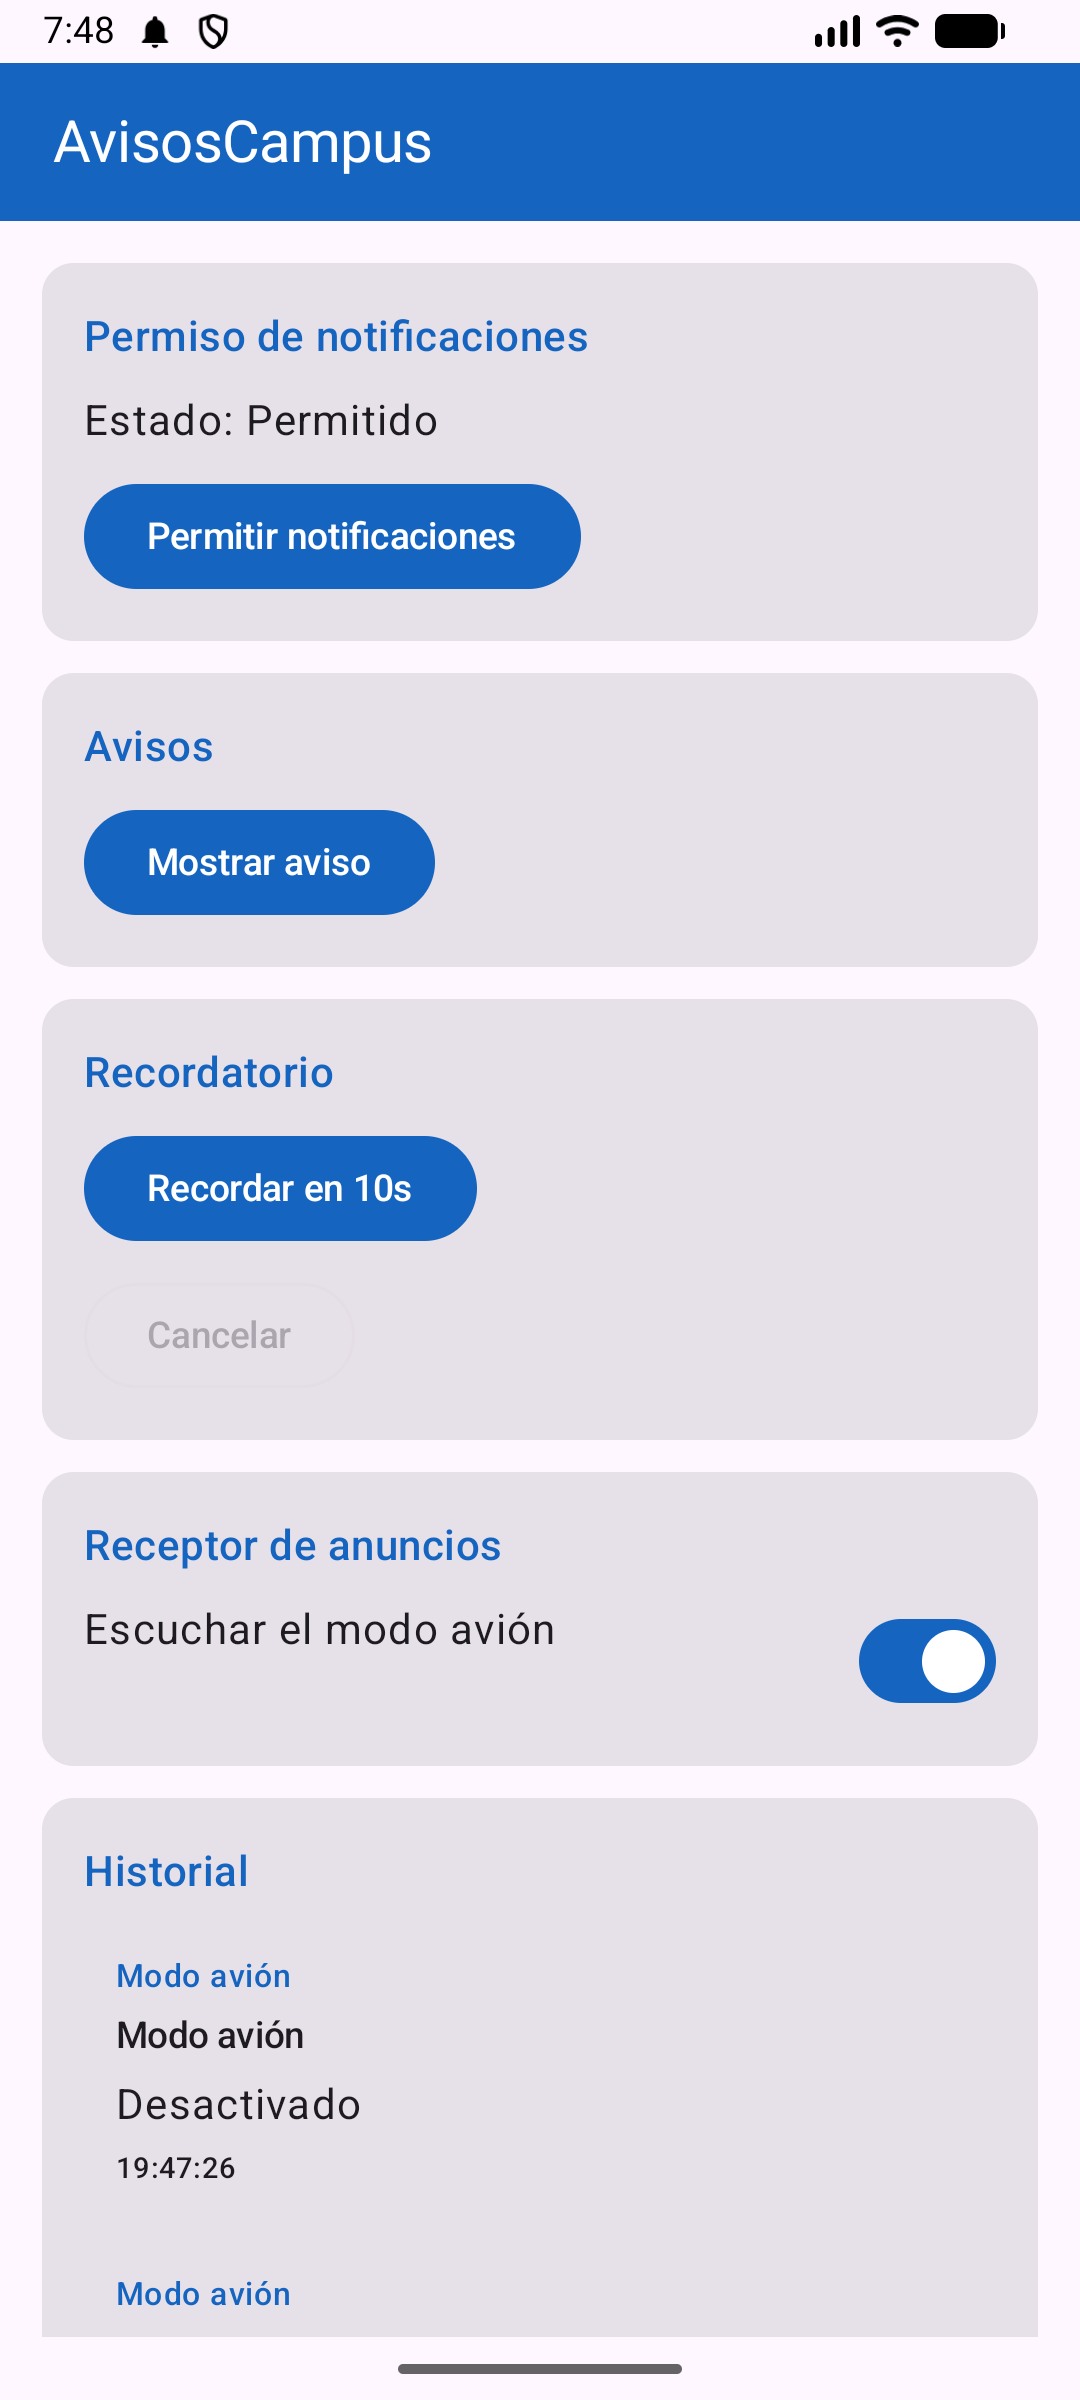 7:48
AvisosCampus
Permiso de notificaciones
Estado: Permitido
Permitir notificaciones
Avisos
Mostrar aviso
Recordatorio
Recordar en 10s
Cancelar
Receptor de anuncios
Escuchar el modo avión
Historial
Modo avión
Modo avión
Desactivado
19:47:26
Modo avión